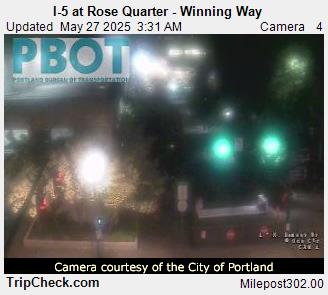 I-5 at Rose Quarter - Winning Way
Updated May 27 2025 3:31 AM Camera 4
PBOT
PORTLAND BUREAU OF TRANSPORTATION
Camera courtesy of the City of Portland
TripCheck.com Milepost302.00